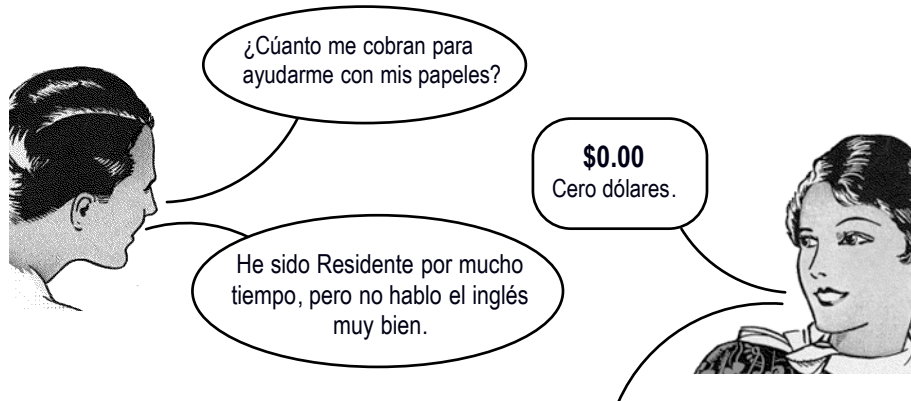 ¿Cúanto me cobran para
ayudarme con mis papeles?
$0.00
Cero dólares.
He sido Residente por mucho
tiempo, pero no hablo el inglés
muy bien.